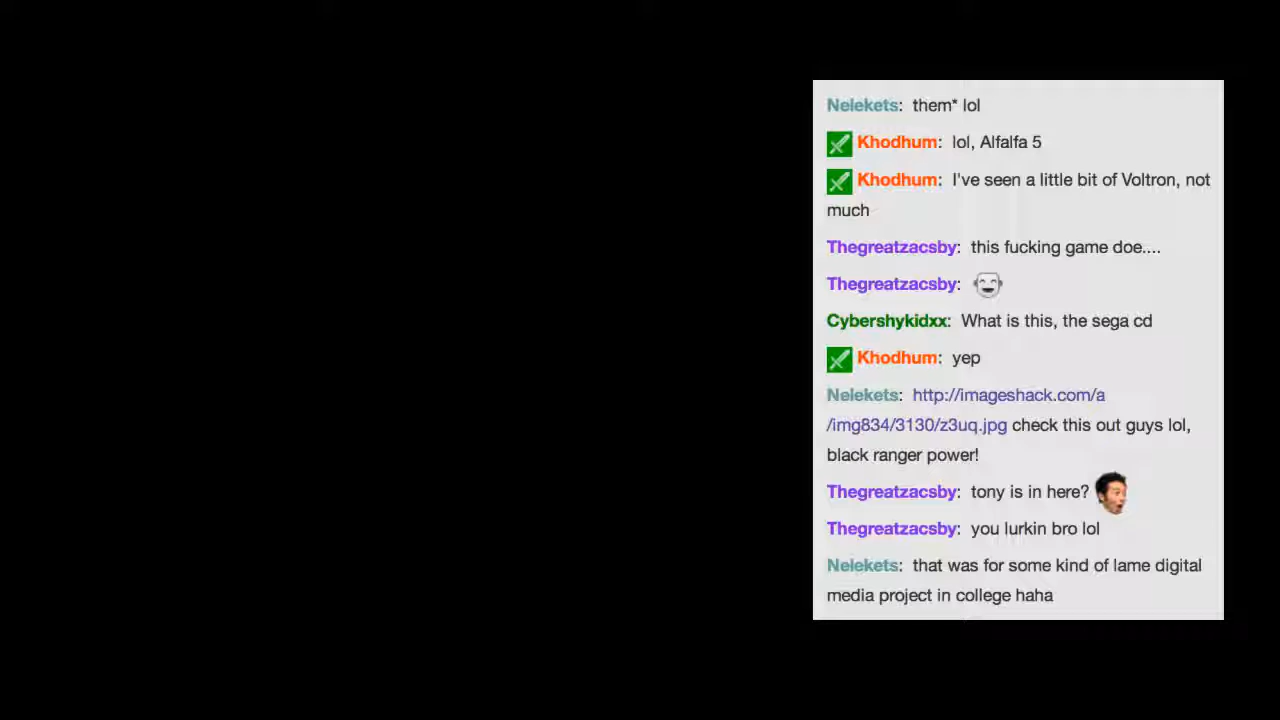 Nelekets: them* lol
Khodhum: lol, Alfalfa 5
Khodhum: I've seen a little bit of Voltron, not
much
Thegreatzacsby: this fucking game doe....
Thegreatzacsby:
Cybershykidxx: What is this, the sega cd
Khodhum: yep
Nelekets: http://imageshack.com/a
/img834/3130/z3uq.jpg check this out guys lol,
black ranger power!
Thegreatzacsby: tony is in here?
Thegreatzacsby: you lurkin bro lol
Nelekets: that was for some kind of lame digital
media project in college haha